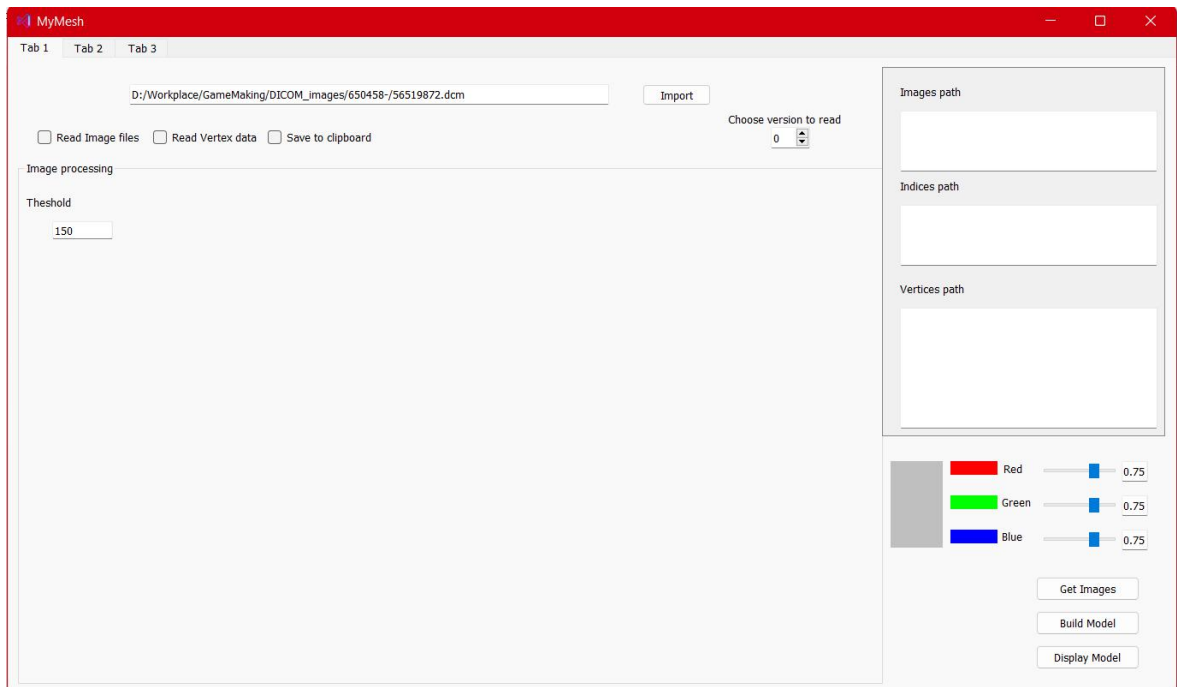 MyMesh
Tab 1 Tab 2 Tab 3
D:/Workplace/GameMaking/DICOM_images/650458-/56519872.dcm Import
Choose version to read
Read Image files Read Vertex data Save to clipboard 0
Image processing
Theshold
150
Images path
Indices path
Vertices path
Red 0.75
Green 0.75
Blue 0.75
Get Images
Build Model
Display Model